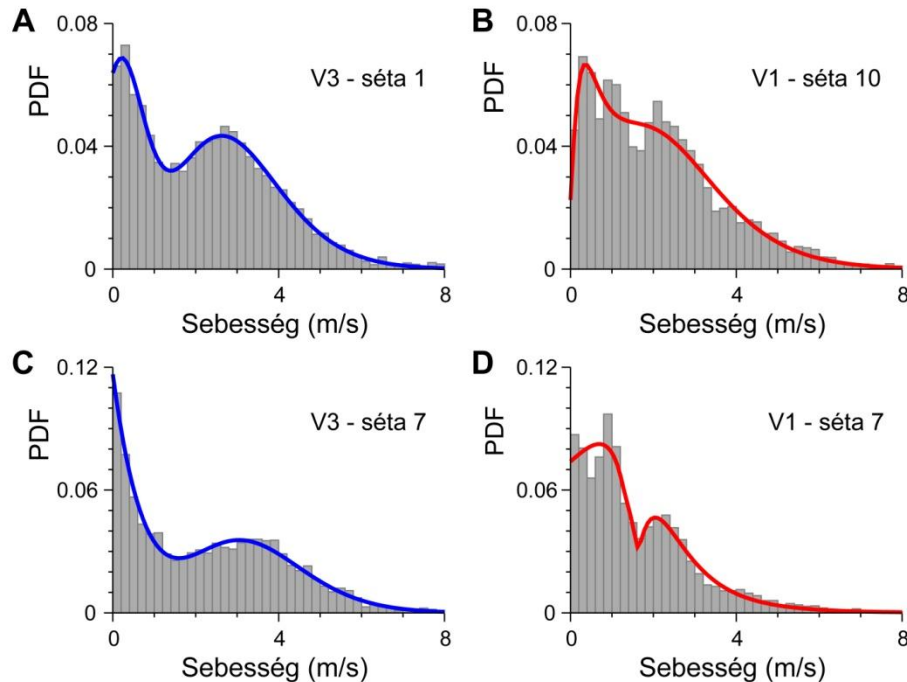 A
0.08
0.04
0
PDF
V3 - séta 1
0 4 8
Sebesség (m/s)
B
0.08
0.04
0
PDF
V1 - séta 10
0 4 8
Sebesség (m/s)
C
0.12
0.06
0
PDF
V3 - séta 7
0 4 8
Sebesség (m/s)
D
0.12
0.06
0
PDF
V1 - séta 7
0 4 8
Sebesség (m/s)